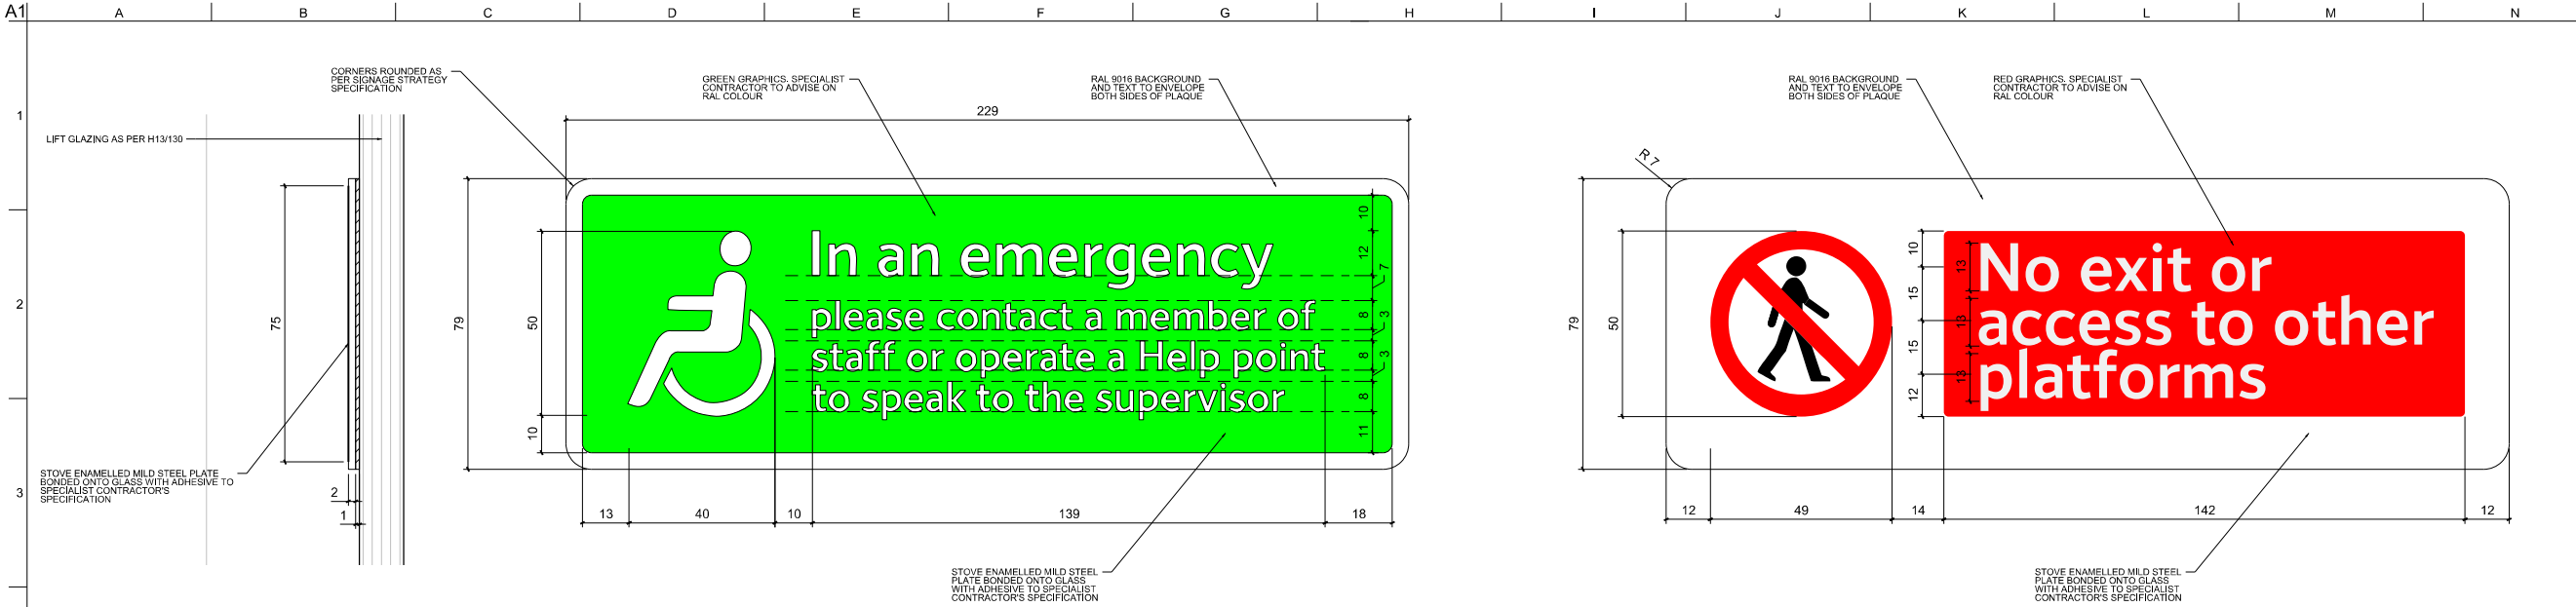 A1
A
B
C
D
E
F
G
H
I
J
K
L
M
N
1
2
3
LIFT GLAZING AS PER H13/130
75
STOVE ENAMELLED MILD STEEL PLATE
BONDED ONTO GLASS WITH ADHESIVE TO
SPECIALIST CONTRACTOR'S
SPECIFICATION
2
1
CORNERS ROUNDED AS
PER SIGNAGE STRATEGY
SPECIFICATION
GREEN GRAPHICS. SPECIALIST
CONTRACTOR TO ADVISE ON
RAL COLOUR
RAL 9016 BACKGROUND
AND TEXT TO ENVELOPE
BOTH SIDES OF PLAQUE
229
79
50
10
In an emergency
please contact a member of
staff or operate a Help point
to speak to the supervisor
10
12
7
8
3
8
3
8
11
13
40
10
139
18
STOVE ENAMELLED MILD STEEL
PLATE BONDED ONTO GLASS
WITH ADHESIVE TO SPECIALIST
CONTRACTOR'S SPECIFICATION
RAL 9016 BACKGROUND
AND TEXT TO ENVELOPE
BOTH SIDES OF PLAQUE
RED GRAPHICS. SPECIALIST
CONTRACTOR TO ADVISE ON
RAL COLOUR
R 7
79
50
10
15
15
12
13
13
13
No exit or
access to other
platforms
12
49
14
142
12
STOVE ENAMELLED MILD STEEL
PLATE BONDED ONTO GLASS
WITH ADHESIVE TO SPECIALIST
CONTRACTOR'S SPECIFICATION